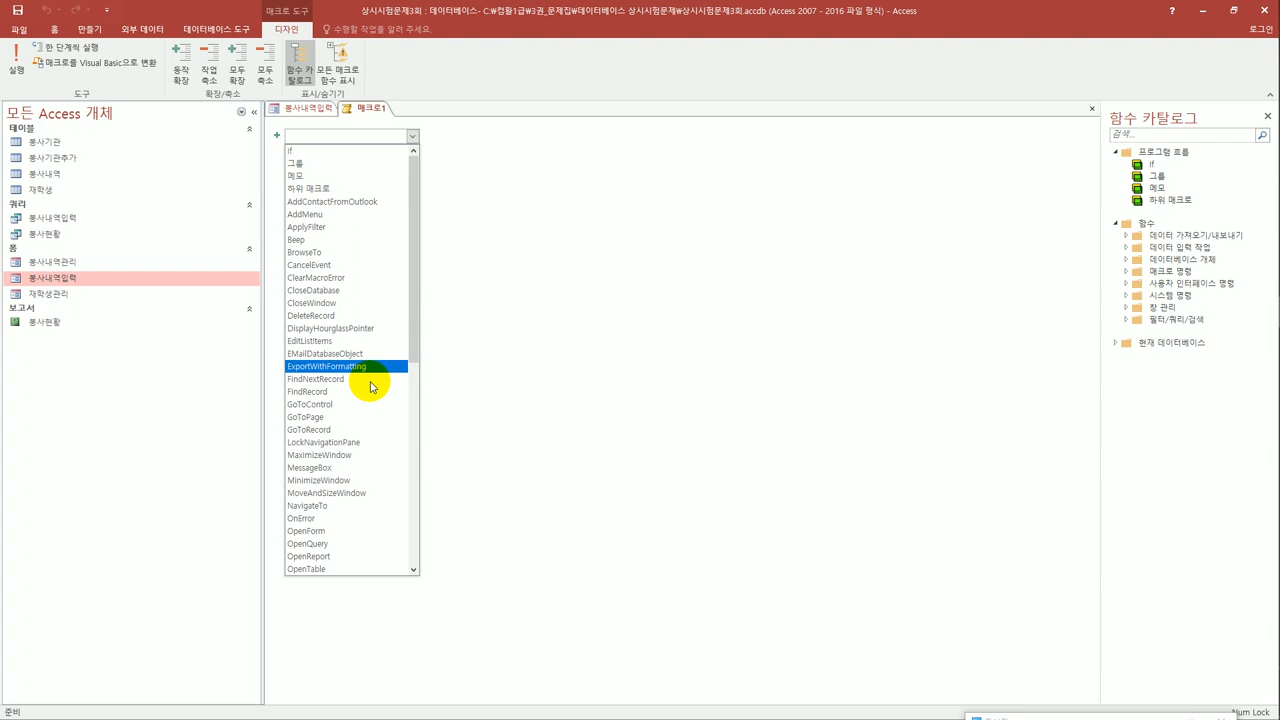 매크로 도구
상시시험문제3회 : 데이터베이스- C:₩컴활1급₩3권_문제집₩데이터베이스 상시시험문제₩상시시험문제3회.accdb (Access 2007 - 2016 파일 형식) - Access
파일
홈
만들기
외부 데이터
데이터베이스 도구
디자인
수행할 작업을 알려 주세요.
로그인
실행
한 단계씩 실행
매크로를 Visual Basic으로 변환
도구
동작 확장
작업 축소
모두 확장
모두 축소
확장/축소
함수 카탈로그
모든 매크로 함수 표시
표시/숨기기
모든 Access 개체
테이블
봉사기관
봉사기관추가
봉사내역
재학생
쿼리
봉사내역입력
봉사현황
폼
봉사내역관리
봉사내역입력
재학생관리
보고서
봉사현황
봉사내역입력
매크로1
If
그룹
메모
하위 매크로
AddContactFromOutlook
AddMenu
ApplyFilter
Beep
BrowseTo
CancelEvent
ClearMacroError
CloseDatabase
CloseWindow
DeleteRecord
DisplayHourglassPointer
EditListItems
EMailDatabaseObject
ExportWithFormatting
FindNextRecord
FindRecord
GoToControl
GoToPage
GoToRecord
LockNavigationPane
MaximizeWindow
MessageBox
MinimizeWindow
MoveAndSizeWindow
NavigateTo
OnError
OpenForm
OpenQuery
OpenReport
OpenTable
함수 카탈로그
검색...
프로그램 흐름
If
그룹
메모
하위 매크로
함수
데이터 가져오기/내보내기
데이터 입력 작업
데이터베이스 개체
매크로 명령
사용자 인터페이스 명령
시스템 명령
창 관리
필터/쿼리/검색
현재 데이터베이스
준비
Num Lock